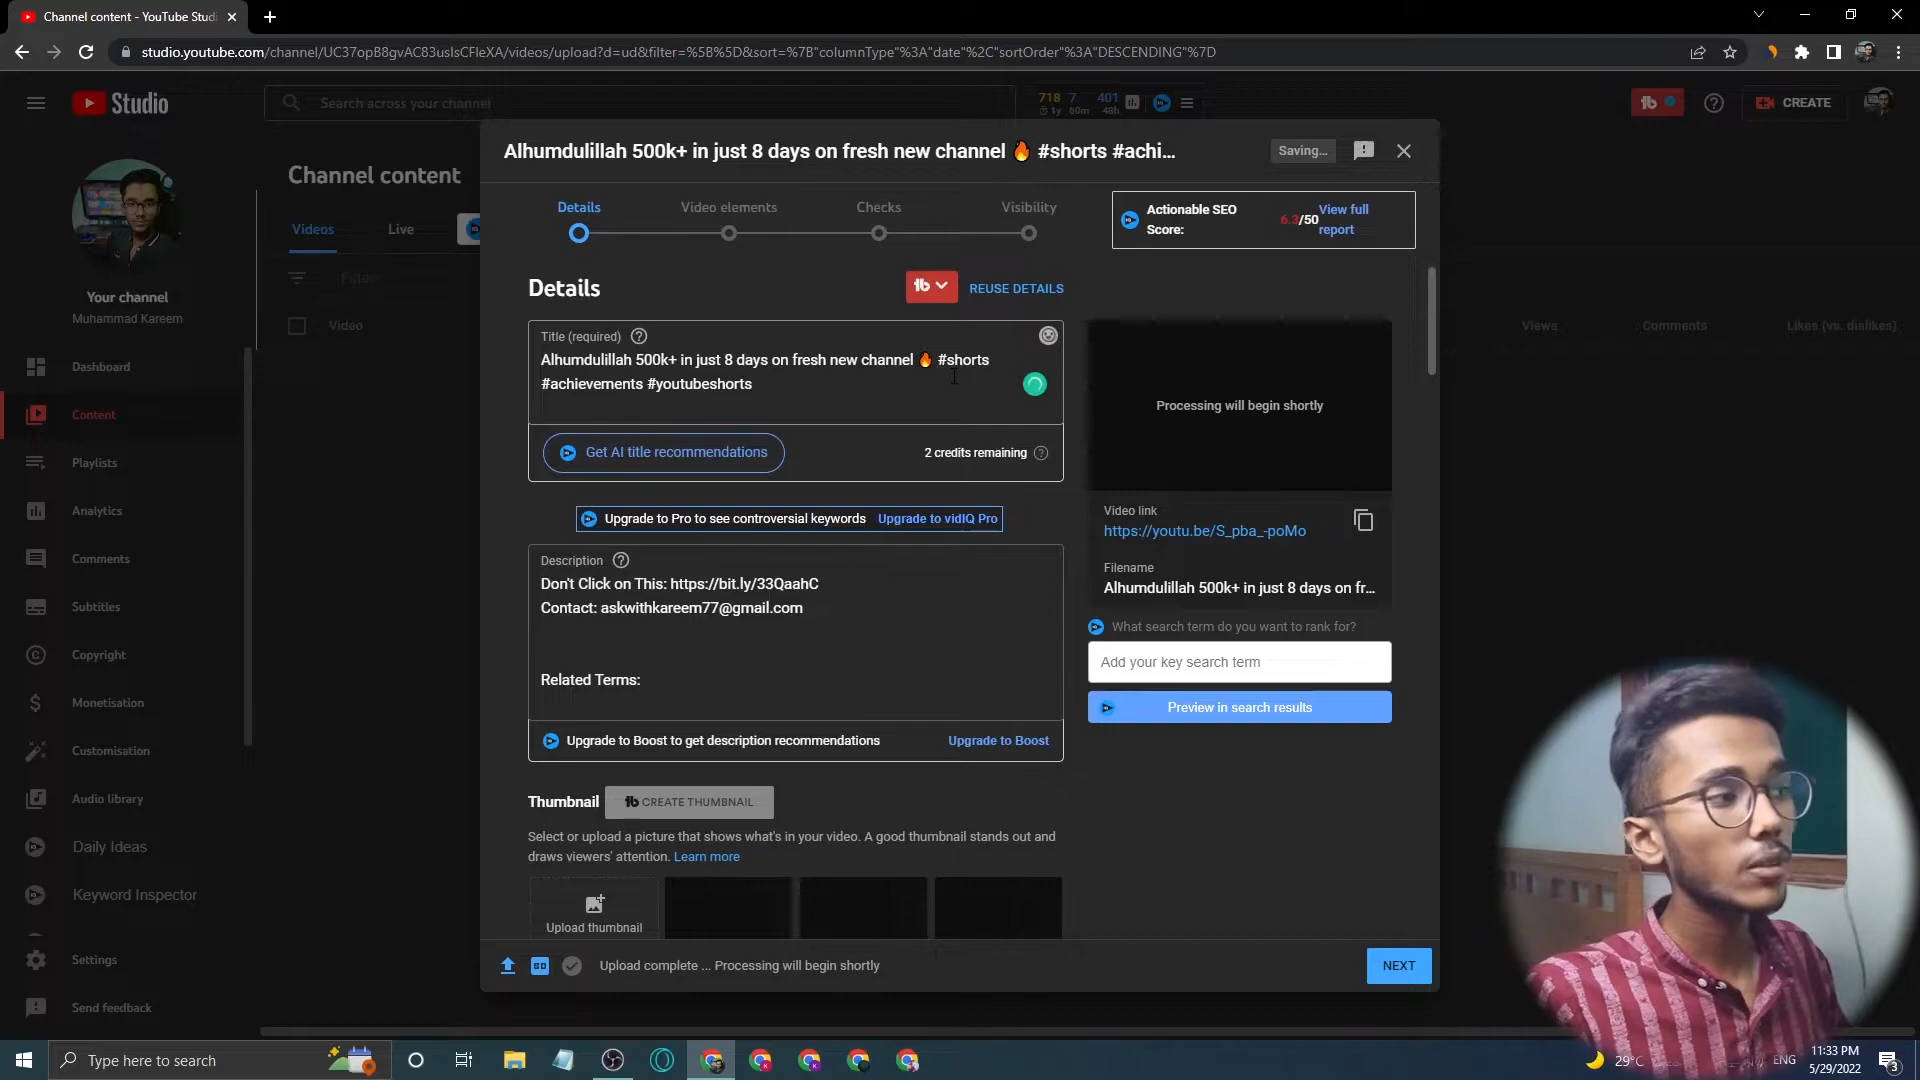 Channel content - YouTube Studi
studio.youtube.com/channel/UC37opB8gvAC83usIsCFleXA/videos/upload?d=ud&filter=%5B%5D&sort=%7B"columnType"%3A"date"%2C"sortOrder"%3A"DESCENDING"%7D
Studio
Search across your channel
718 7 401
1y 60m 48h
CREATE
Your channel
Muhammad Kareem
Dashboard
Content
Playlists
Analytics
Comments
Subtitles
Copyright
Monetisation
Customisation
Audio library
Daily Ideas
Keyword Inspector
Settings
Send feedback
Channel content
Videos
Live
Filter
Video
Views
Comments
Likes (vs. dislikes)
Alhumdulillah 500k+ in just 8 days on fresh new channel 🔥 #shorts #achi...
Saving...
Details
Video elements
Checks
Visibility
Actionable SEO Score:
6.3/50
View full report
Details
REUSE DETAILS
Title (required)
Alhumdulillah 500k+ in just 8 days on fresh new channel 🔥 #shorts
#achievements #youtubeshorts
Get AI title recommendations
2 credits remaining
Upgrade to Pro to see controversial keywords Upgrade to vidIQ Pro
Description
Don't Click on This: https://bit.ly/33QaahC
Contact: askwithkareem77@gmail.com
Related Terms:
Upgrade to Boost to get description recommendations
Upgrade to Boost
Thumbnail
CREATE THUMBNAIL
Select or upload a picture that shows what's in your video. A good thumbnail stands out and
draws viewers' attention. Learn more
Upload thumbnail
Processing will begin shortly
Video link
https://youtu.be/S_pba_-poMo
Filename
Alhumdulillah 500k+ in just 8 days on fr...
What search term do you want to rank for?
Add your key search term
Preview in search results
Upload complete ... Processing will begin shortly
NEXT
Type here to search
29°C
ENG
11:33 PM
5/29/2022
3